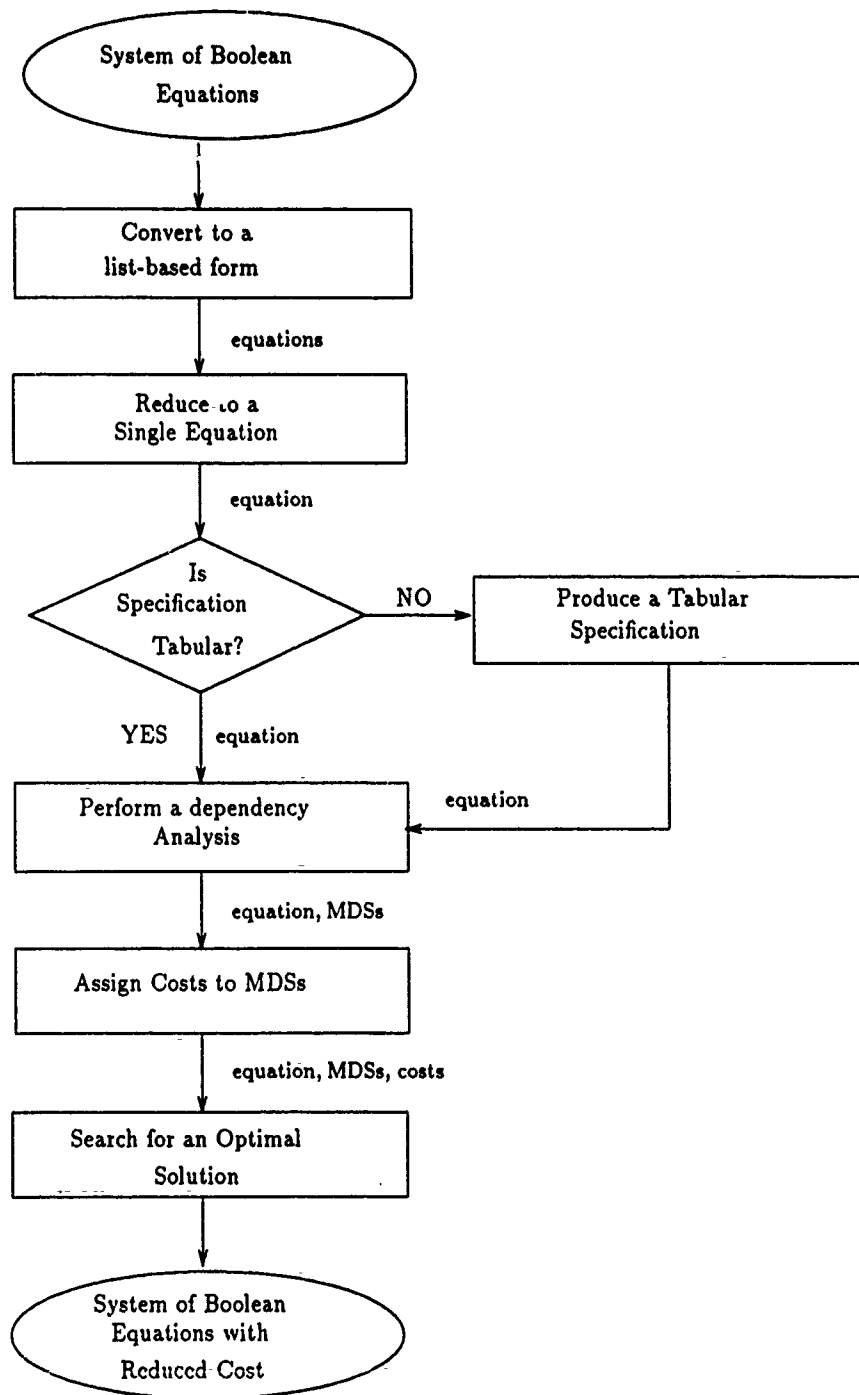 System of Boolean
Equations
Convert to a
list-based form
equations
Reduce to a
Single Equation
equation
Is
Specification
Tabular?
NO
Produce a Tabular
Specification
YES
equation
equation
Perform a dependency
Analysis
equation, MDSs
Assign Costs to MDSs
equation, MDSs, costs
Search for an Optimal
Solution
System of Boolean
Equations with
Reduced Cost